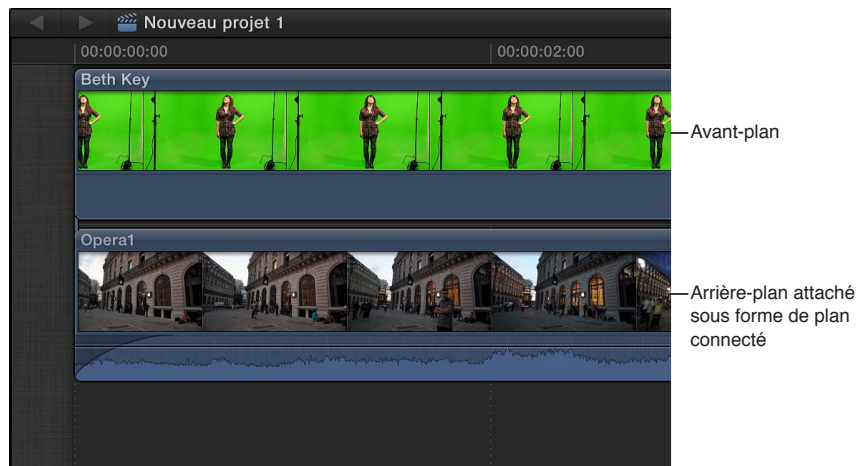 Nouveau projet 1
00:00:00:00 00:00:02:00
Beth Key
Avant-plan
Opera1
Arrière-plan attaché
sous forme de plan
connecté